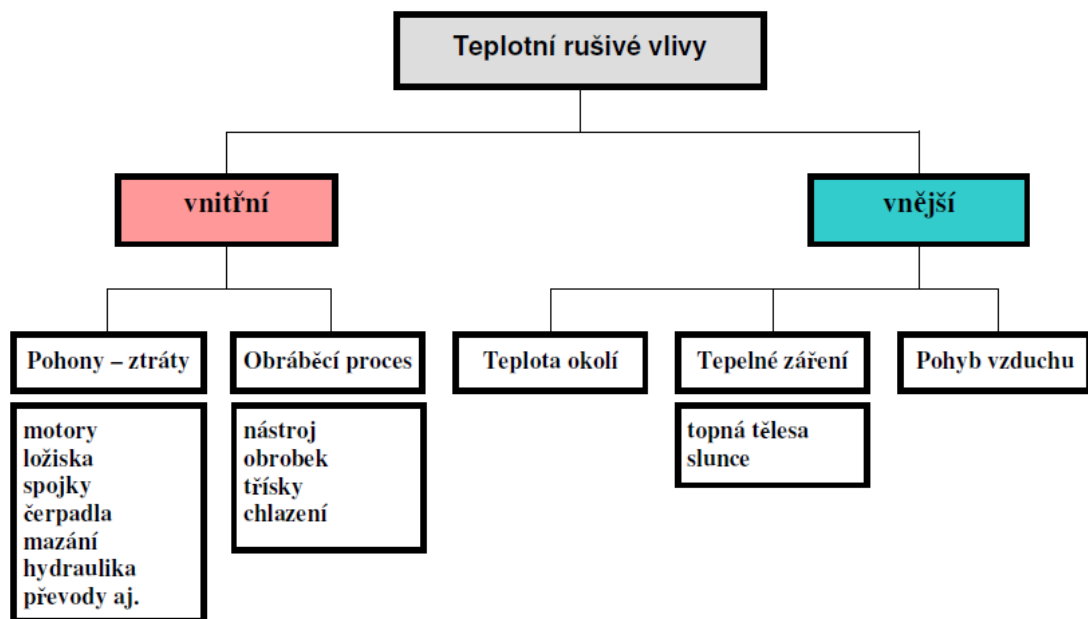 Teplotní rušivé vlivy
vnitřní
vnější
Pohony – ztráty
Obráběcí proces
Teplota okolí
Tepelné záření
Pohyb vzduchu
motory
ložiska
spojky
čerpadla
mazání
hydraulika
převody aj.
nástroj
obrobek
třísky
chlazení
topná tělesa
slunce